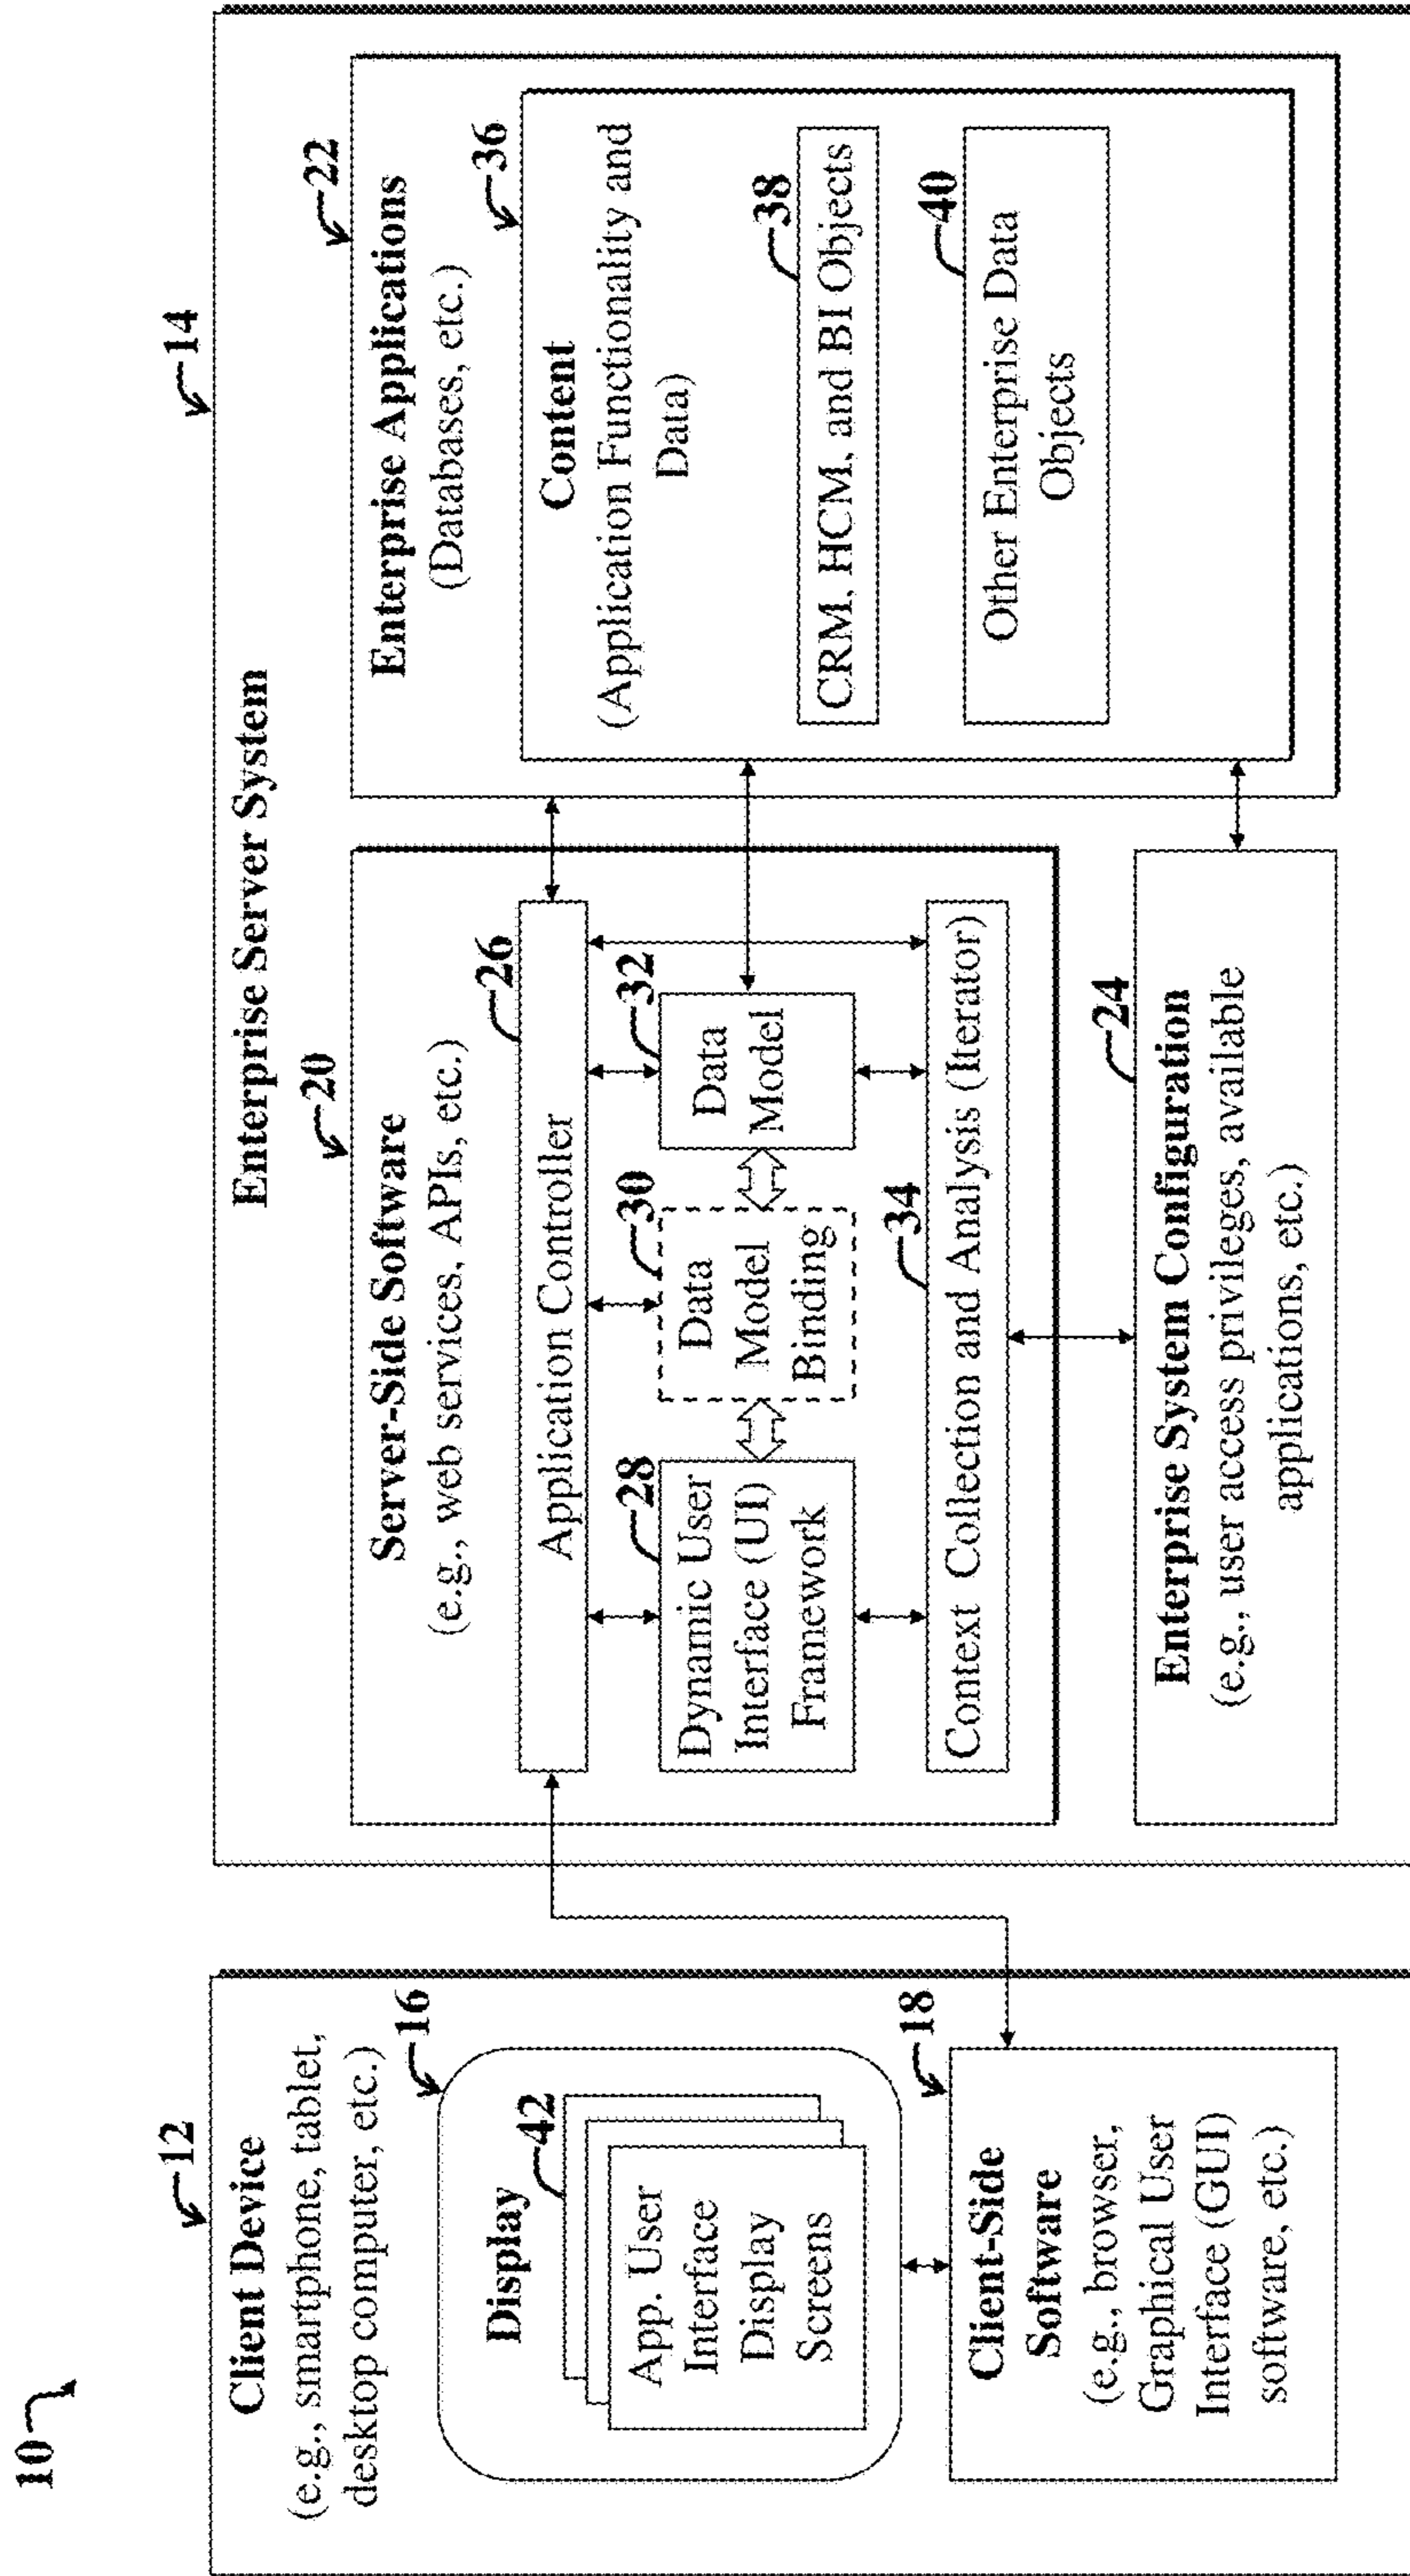 10
12
Client Device
(e.g., smartphone, tablet,
desktop computer, etc.)
16
Display
42
App. User
Interface
Display
Screens
18
Client-Side
Software
(e.g., browser,
Graphical User
Interface (GUI)
software, etc.)
14
Enterprise Server System
20
Server-Side Software
(e.g., web services, APIs, etc.)
26
Application Controller
28
Dynamic User
Interface (UI)
Framework
30
Data
Model
Binding
32
Data
Model
34
Context Collection and Analysis (Iterator)
24
Enterprise System Configuration
(e.g., user access privileges, available
applications, etc.)
22
Enterprise Applications
(Databases, etc.)
36
Content
(Application Functionality and
Data)
38
CRM, HCM, and BI Objects
40
Other Enterprise Data
Objects